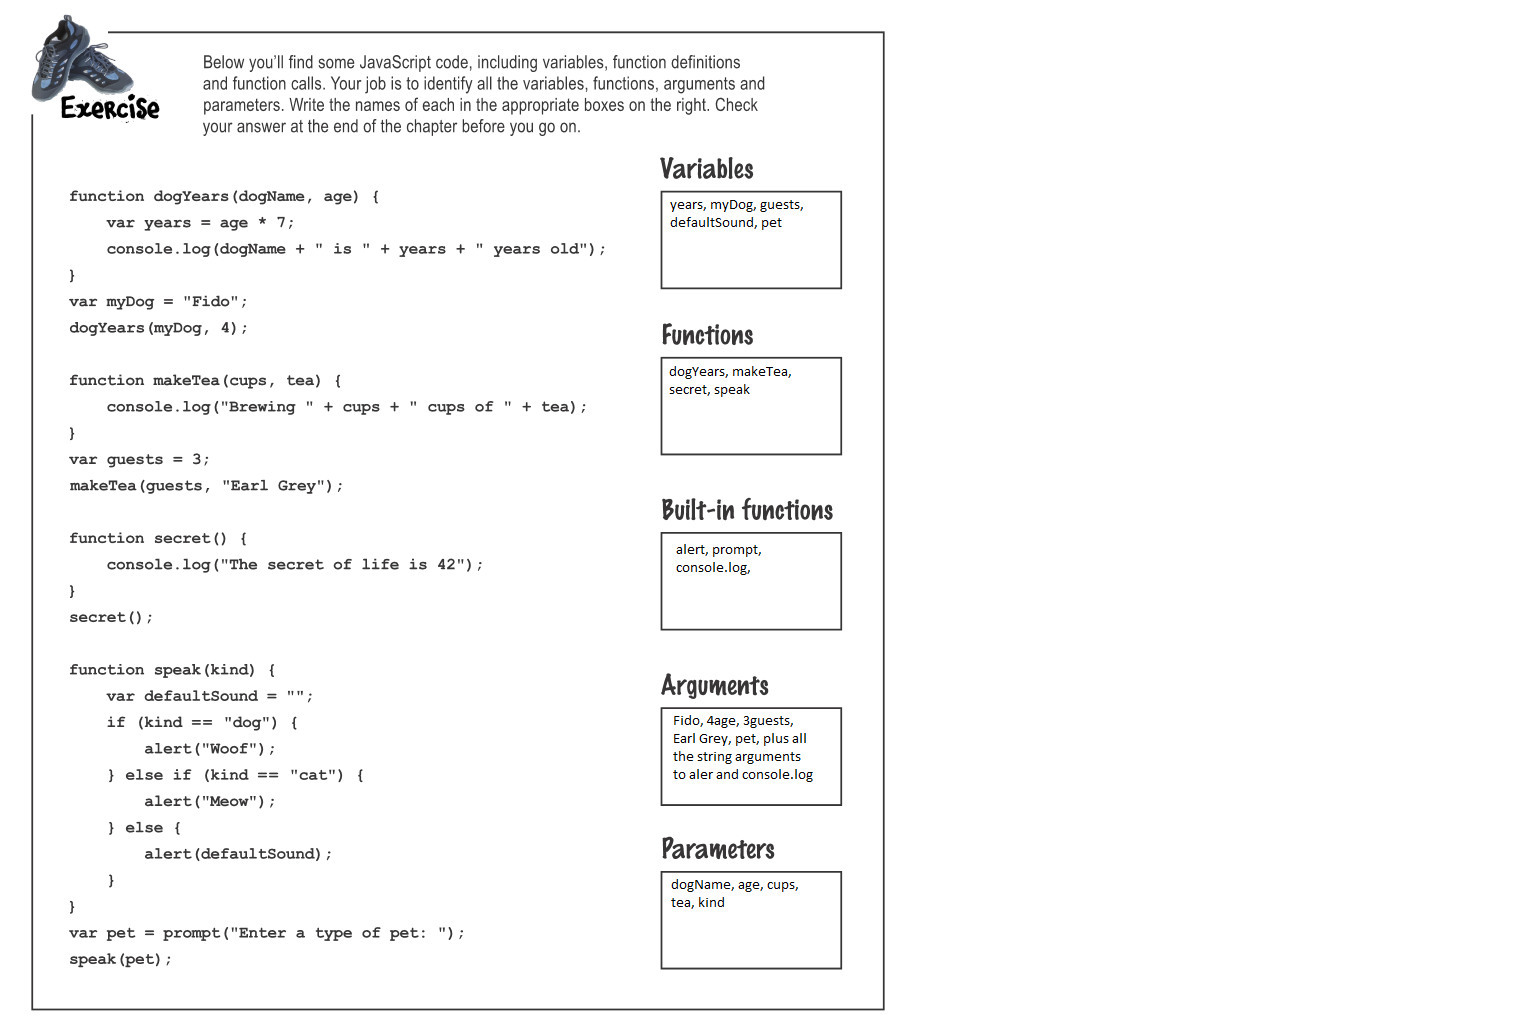 Exercise
Below you'll find some JavaScript code, including variables, function definitions
and function calls. Your job is to identify all the variables, functions, arguments and
parameters. Write the names of each in the appropriate boxes on the right. Check
your answer at the end of the chapter before you go on.
function dogYears(dogName, age) {
    var years = age * 7;
    console.log(dogName + " is " + years + " years old");
}
var myDog = "Fido";
dogYears(myDog, 4);
function makeTea(cups, tea) {
    console.log("Brewing " + cups + " cups of " + tea);
}
var guests = 3;
makeTea(guests, "Earl Grey");
function secret() {
    console.log("The secret of life is 42");
}
secret();
function speak(kind) {
    var defaultSound = "";
    if (kind == "dog") {
        alert("Woof");
    } else if (kind == "cat") {
        alert("Meow");
    } else {
        alert(defaultSound);
    }
}
var pet = prompt("Enter a type of pet: ");
speak(pet);
Variables
years, myDog, guests,
defaultSound, pet
Functions
dogYears, makeTea,
secret, speak
Built-in functions
alert, prompt,
console.log,
Arguments
Fido, 4age, 3guests,
Earl Grey, pet, plus all
the string arguments
to aler and console.log
Parameters
dogName, age, cups,
tea, kind